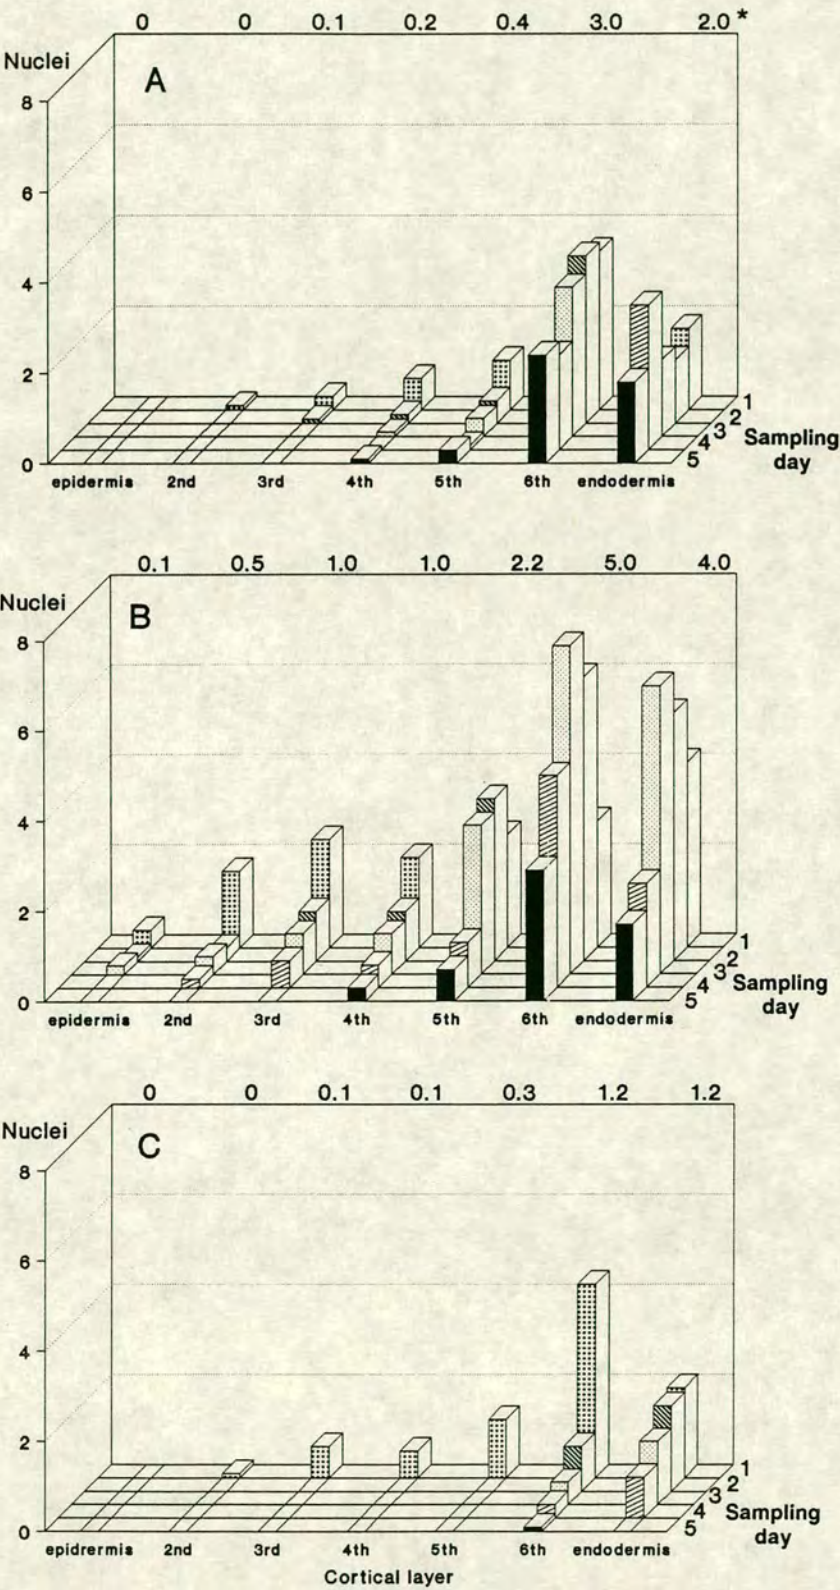 0 0 0.1 0.2 0.4 3.0 2.0 *
Nuclei
A
8
6
4
2
0
1
2
3
4
5
Sampling
day
epidermis 2nd 3rd 4th 5th 6th endodermis
0.1 0.5 1.0 1.0 2.2 5.0 4.0
Nuclei
B
8
6
4
2
0
1
2
3
4
5
Sampling
day
epidermis 2nd 3rd 4th 5th 6th endodermis
0 0 0.1 0.1 0.3 1.2 1.2
Nuclei
C
8
6
4
2
0
1
2
3
4
5
Sampling
day
epidrermis 2nd 3rd 4th 5th 6th endodermis
Cortical layer